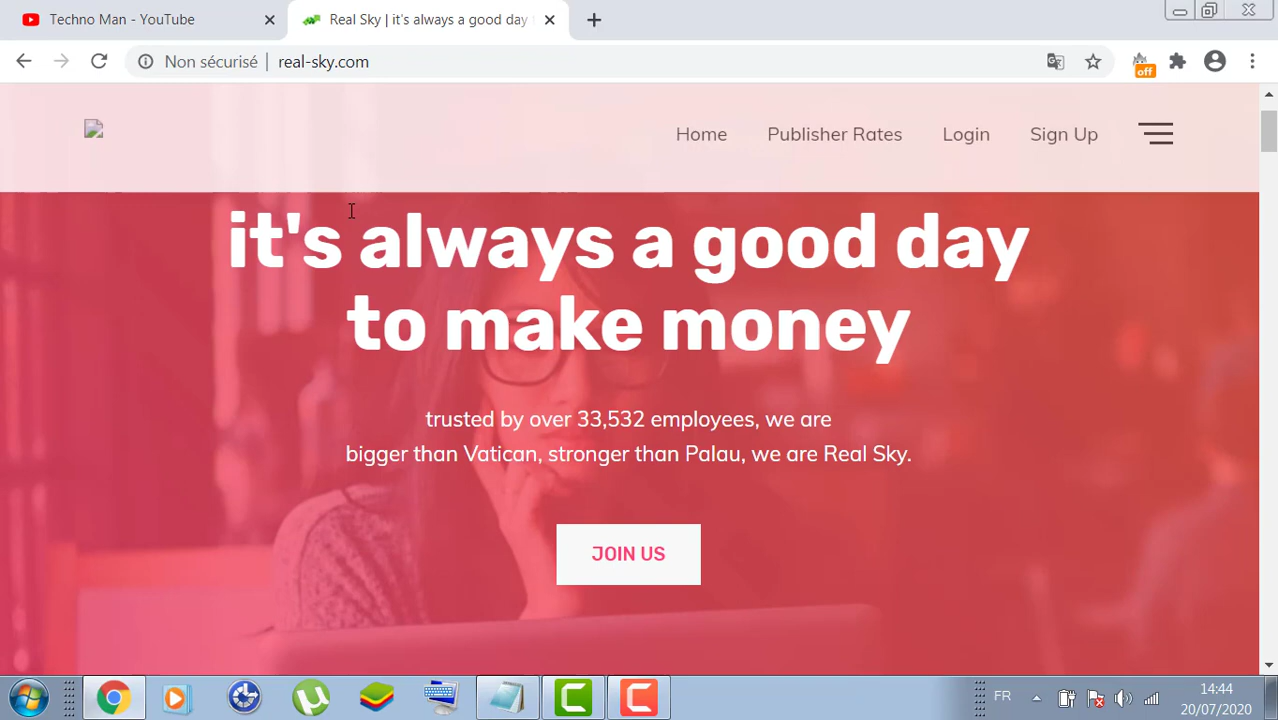 Techno Man - YouTube
Real Sky | it's always a good day
Non sécurisé
real-sky.com
off
Home
Publisher Rates
Login
Sign Up
it's always a good day
to make money
trusted by over 33,532 employees, we are
bigger than Vatican, stronger than Palau, we are Real Sky.
JOIN US
FR
14:44
20/07/2020